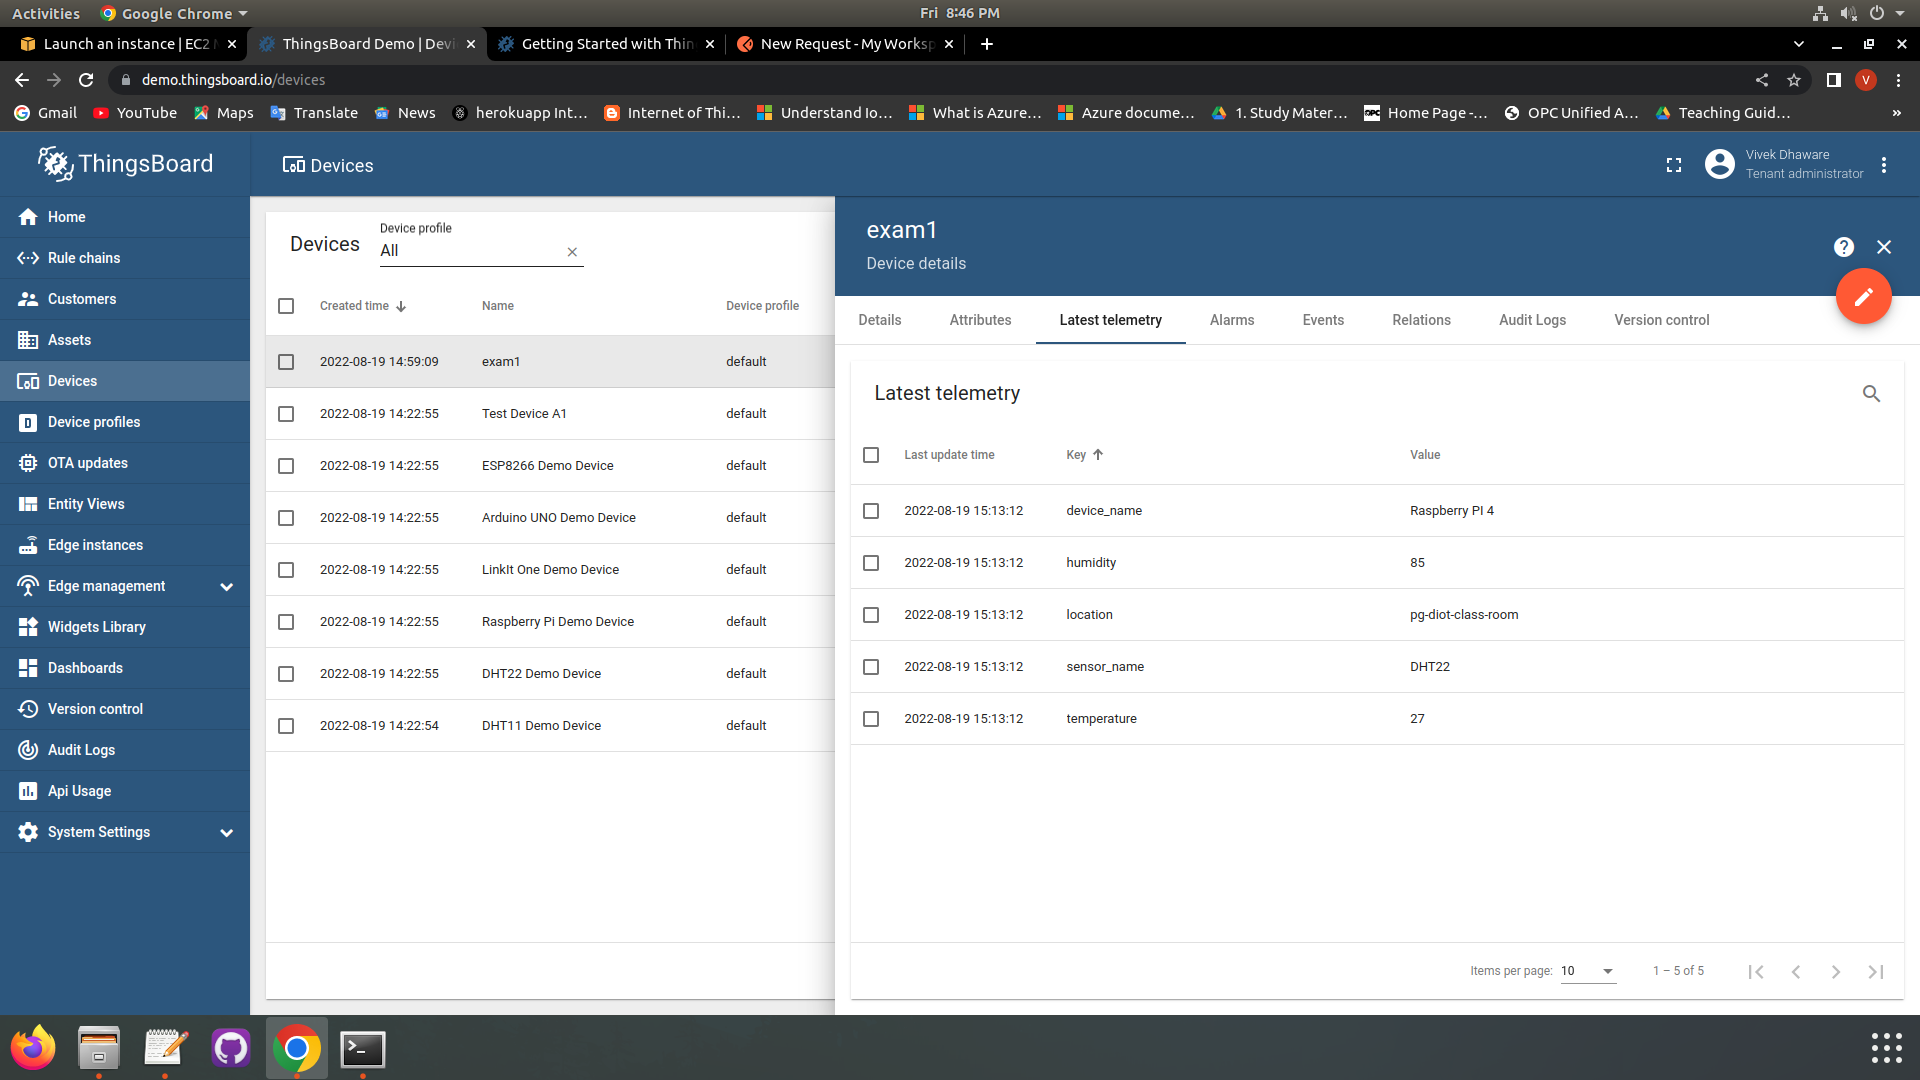 Activities Google Chrome Fri 8:46 PM
Launch an instance | EC2 ThingsBoard Demo | Devi Getting Started with Thin New Request - My Worksp
demo.thingsboard.io/devices V
Gmail YouTube Maps Translate News herokuapp Int... Internet of Thi... Understand Io... What is Azure... Azure docume... 1. Study Mater... Home Page -... OPC Unified A... Teaching Guid... »
ThingsBoard
Devices
Vivek Dhaware
Tenant administrator
Home
Rule chains
Customers
Assets
Devices
Device profiles
OTA updates
Entity Views
Edge instances
Edge management
Widgets Library
Dashboards
Version control
Audit Logs
Api Usage
System Settings
Devices
Device profile
All
Created time Name Device profile
2022-08-19 14:59:09 exam1 default
2022-08-19 14:22:55 Test Device A1 default
2022-08-19 14:22:55 ESP8266 Demo Device default
2022-08-19 14:22:55 Arduino UNO Demo Device default
2022-08-19 14:22:55 LinkIt One Demo Device default
2022-08-19 14:22:55 Raspberry Pi Demo Device default
2022-08-19 14:22:55 DHT22 Demo Device default
2022-08-19 14:22:54 DHT11 Demo Device default
exam1
Device details
Details Attributes Latest telemetry Alarms Events Relations Audit Logs Version control
Latest telemetry
Last update time Key Value
2022-08-19 15:13:12 device_name Raspberry PI 4
2022-08-19 15:13:12 humidity 85
2022-08-19 15:13:12 location pg-diot-class-room
2022-08-19 15:13:12 sensor_name DHT22
2022-08-19 15:13:12 temperature 27
Items per page: 10 1 – 5 of 5